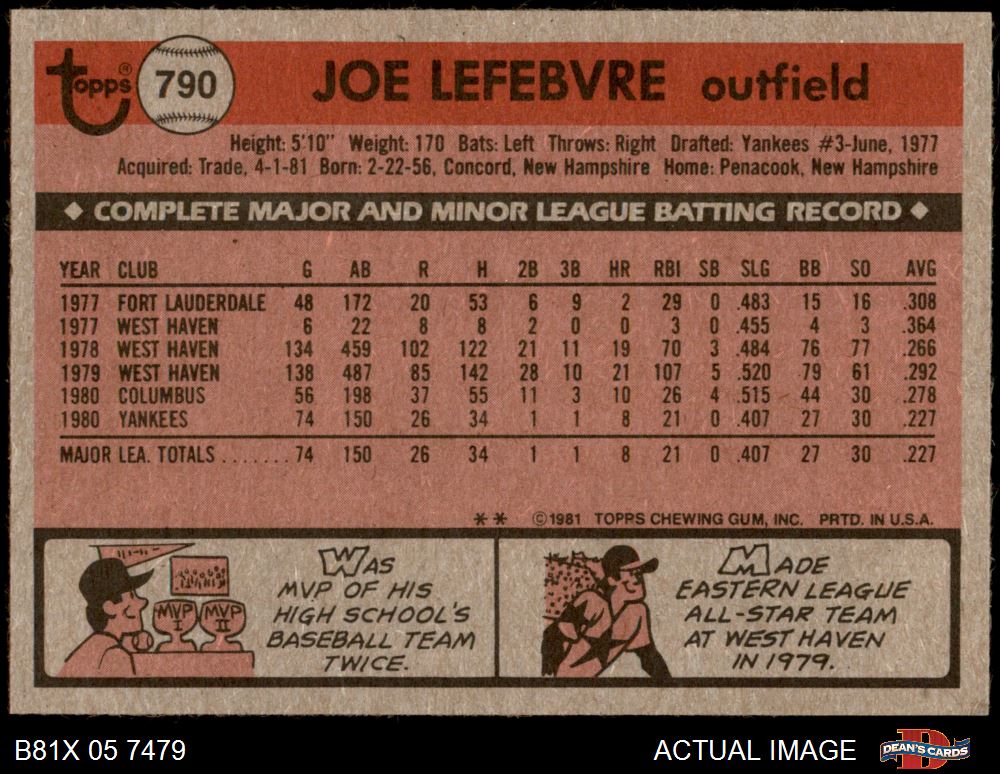 topps® 790 JOE LEFEBVRE outfield
Height: 5'10" Weight: 170 Bats: Left Throws: Right Drafted: Yankees #3-June, 1977
Acquired: Trade, 4-1-81 Born: 2-22-56, Concord, New Hampshire Home: Penacook, New Hampshire
◆ COMPLETE MAJOR AND MINOR LEAGUE BATTING RECORD ◆
YEAR CLUB G AB R H 2B 3B HR RBI SB SLG BB SO AVG
1977 FORT LAUDERDALE 48 172 20 53 6 9 2 29 0 .483 15 16 .308
1977 WEST HAVEN 6 22 8 8 2 0 0 3 0 .455 4 3 .364
1978 WEST HAVEN 134 459 102 122 21 11 19 70 3 .484 76 77 .266
1979 WEST HAVEN 138 487 85 142 28 10 21 107 5 .520 79 61 .292
1980 COLUMBUS 56 198 37 55 11 3 10 26 4 .515 44 30 .278
1980 YANKEES 74 150 26 34 1 1 8 21 0 .407 27 30 .227
MAJOR LEA. TOTALS ....... 74 150 26 34 1 1 8 21 0 .407 27 30 .227
** ©1981 TOPPS CHEWING GUM, INC. PRTD. IN U.S.A.
MVP I MVP II
WAS
MVP OF HIS
HIGH SCHOOL'S
BASEBALL TEAM
TWICE.
MADE
EASTERN LEAGUE
ALL-STAR TEAM
AT WEST HAVEN
IN 1979.
B81X 05 7479 ACTUAL IMAGE DEAN'S CARDS